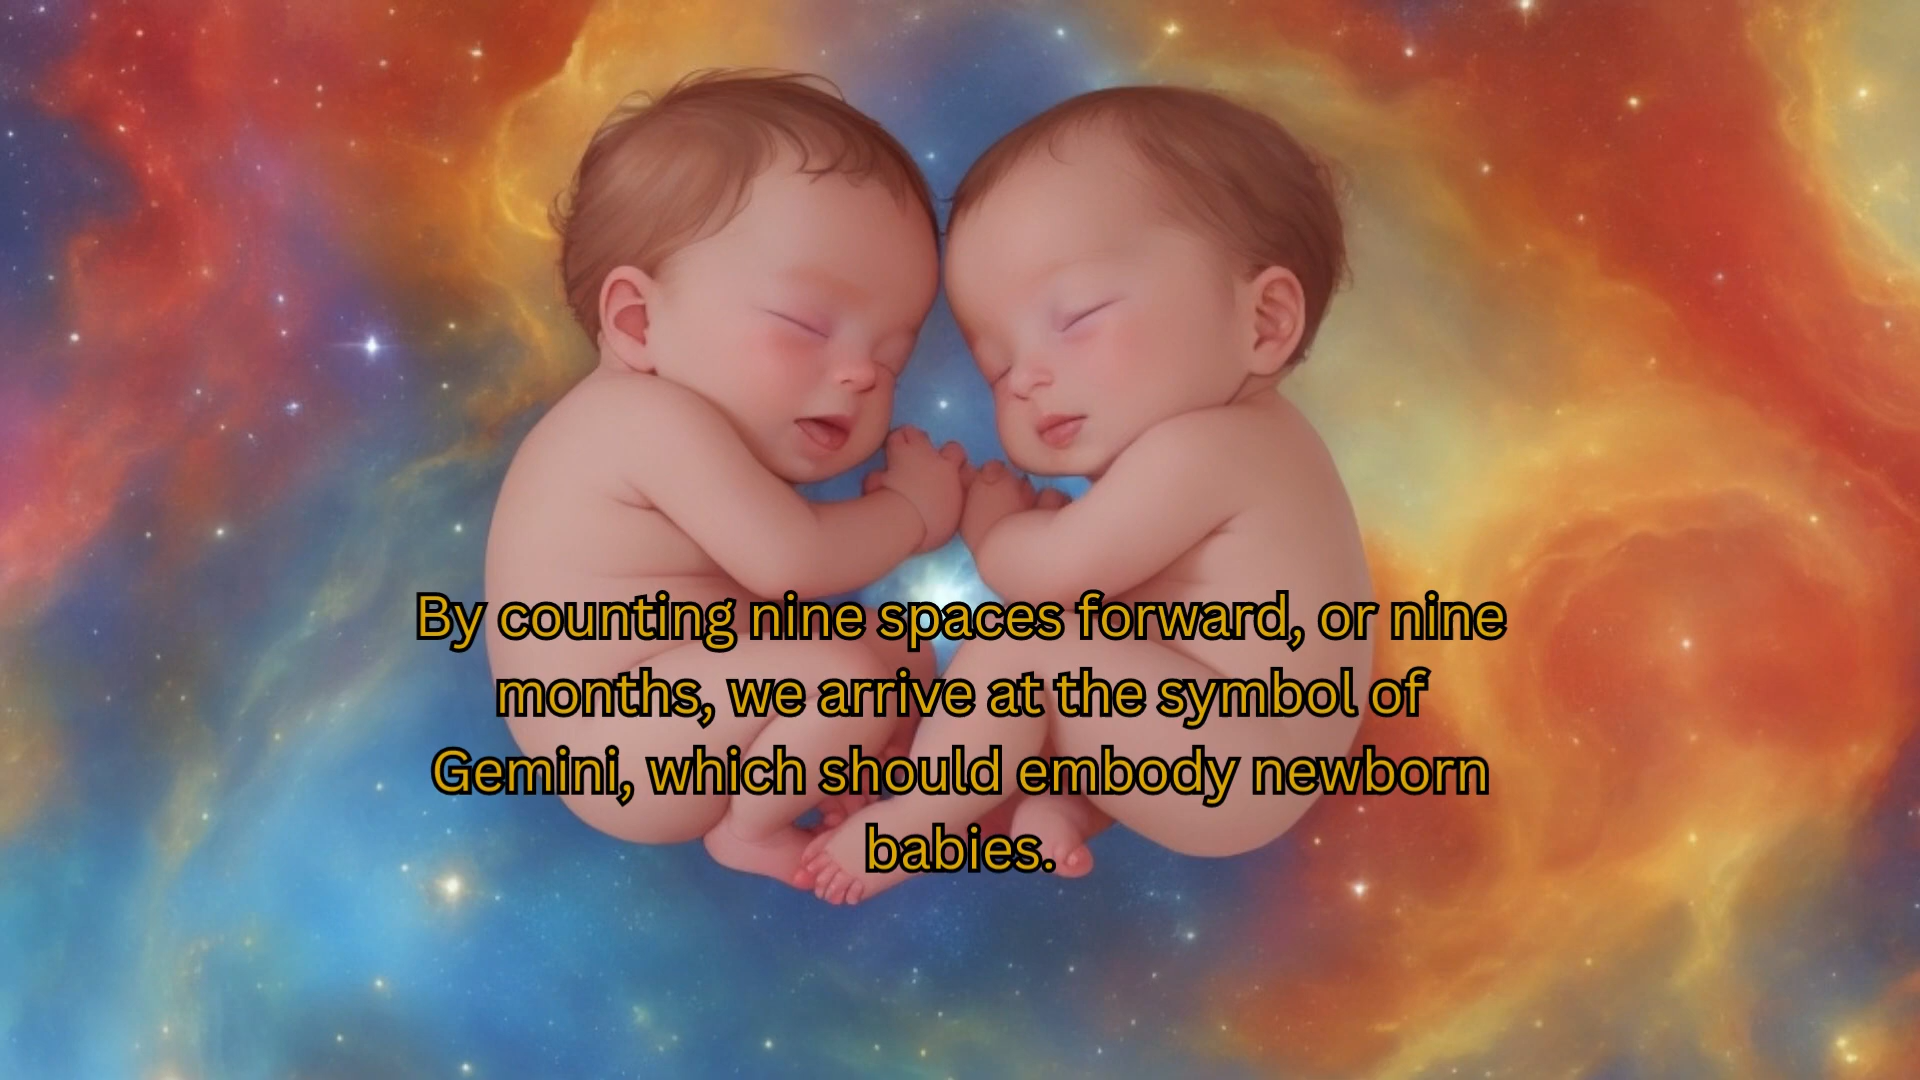 By counting nine spaces forward, or nine
months, we arrive at the symbol of
Gemini, which should embody newborn
babies.